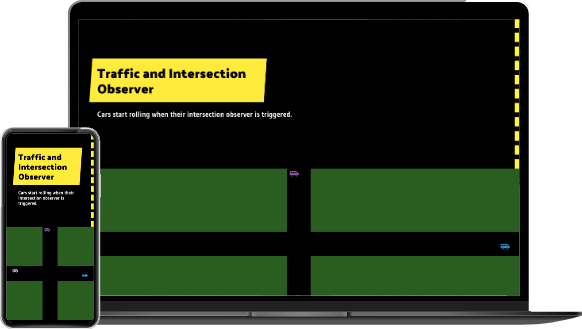 Traffic and Intersection
Observer
Cars start rolling when their intersection observer is triggered.
Traffic and
Intersection
Observer
Cars start rolling when their
intersection observer is
triggered.